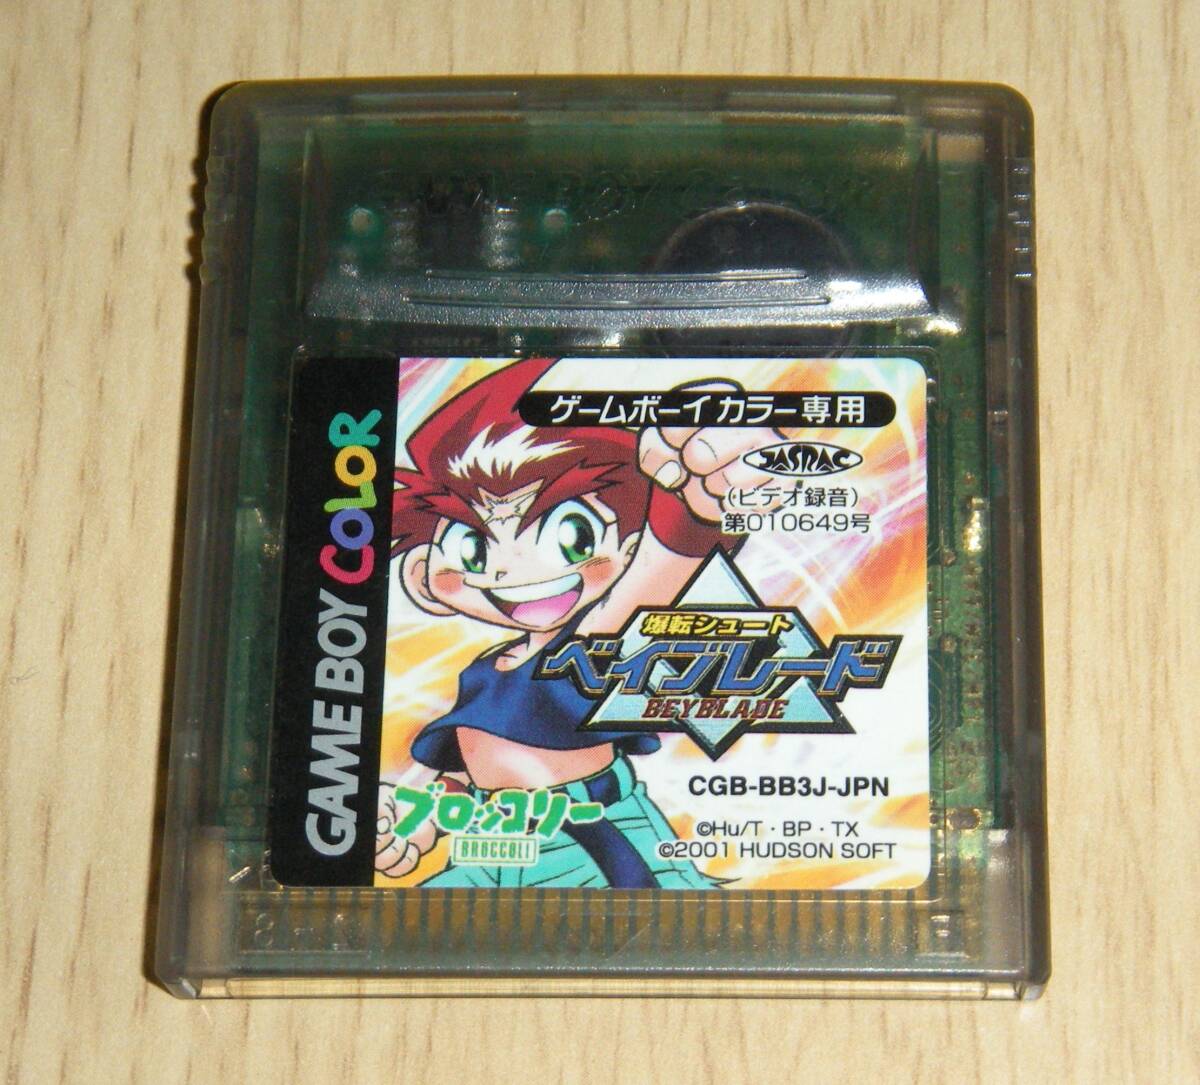 GAME BOY COLOR
ゲームボーイカラー専用
JASRAC
(ビデオ録音)
第010649号
爆転シュート
ベイブレード
BEYBLADE
CGB-BB3J-JPN
ブロッコリー
BROCCOLI
©Hu/T・BP・TX
©2001 HUDSON SOFT